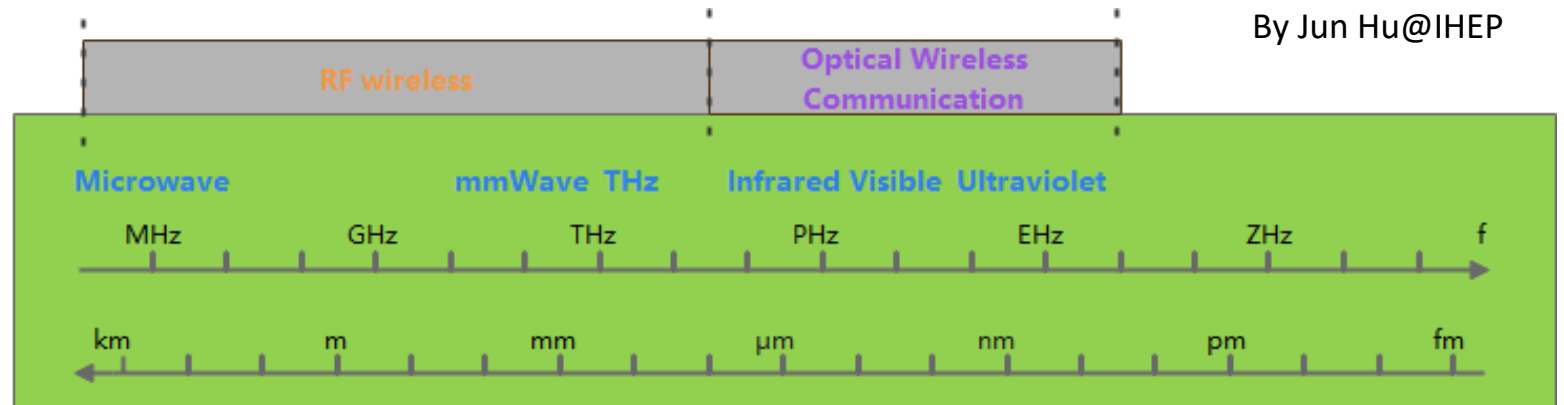 By Jun Hu@IHEP
RF wireless
Optical Wireless
Communication
Microwave mmWave THz Infrared Visible Ultraviolet
MHz GHz THz PHz EHz ZHz f
km m mm μm nm pm fm